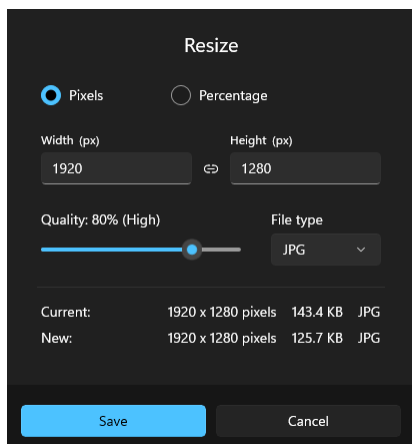 Resize
Pixels Percentage
Width (px) Height (px)
1920 1280
Quality: 80% (High) File type
JPG
Current: 1920 x 1280 pixels 143.4 KB JPG
New: 1920 x 1280 pixels 125.7 KB JPG
Save Cancel